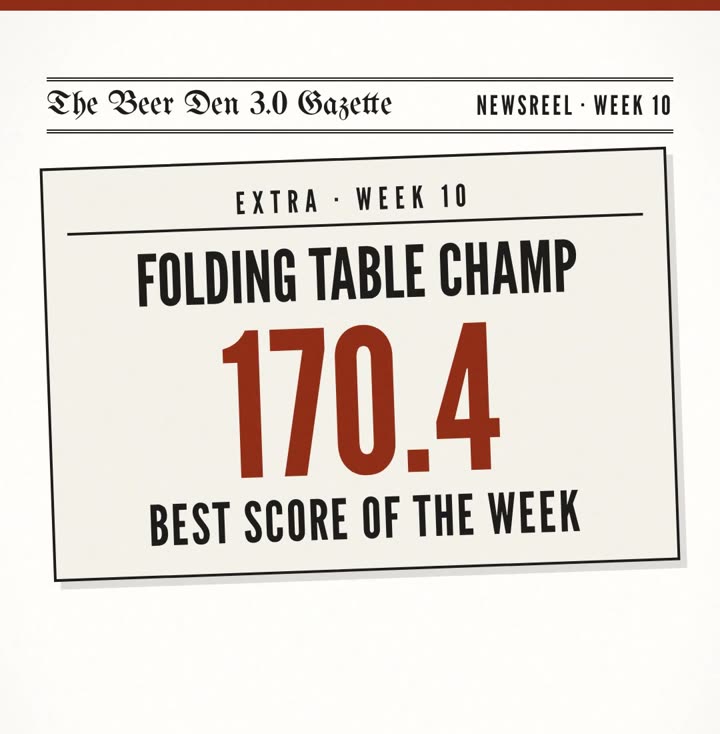 The Beer Den 3.0 Gazette
NEWSREEL · WEEK 10
EXTRA · WEEK 10
FOLDING TABLE CHAMP
170.4
BEST SCORE OF THE WEEK